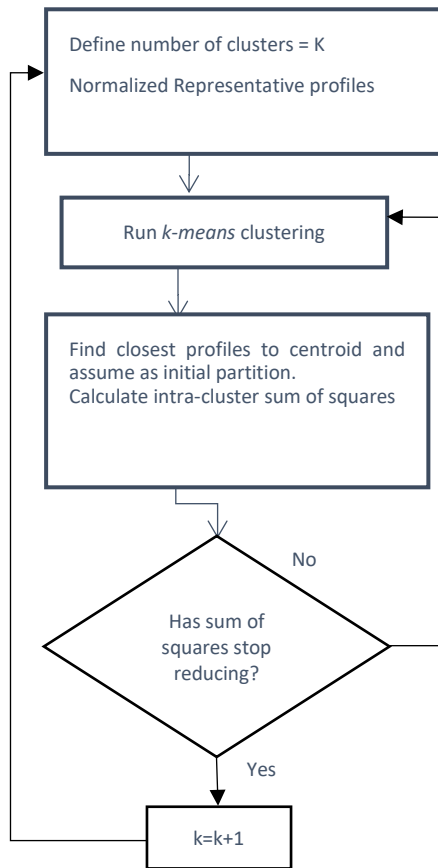 Define number of clusters = K
Normalized Representative profiles
Run k-means clustering
Find closest profiles to centroid and
assume as initial partition.
Calculate intra-cluster sum of squares
No
Has sum of
squares stop
reducing?
Yes
k=k+1